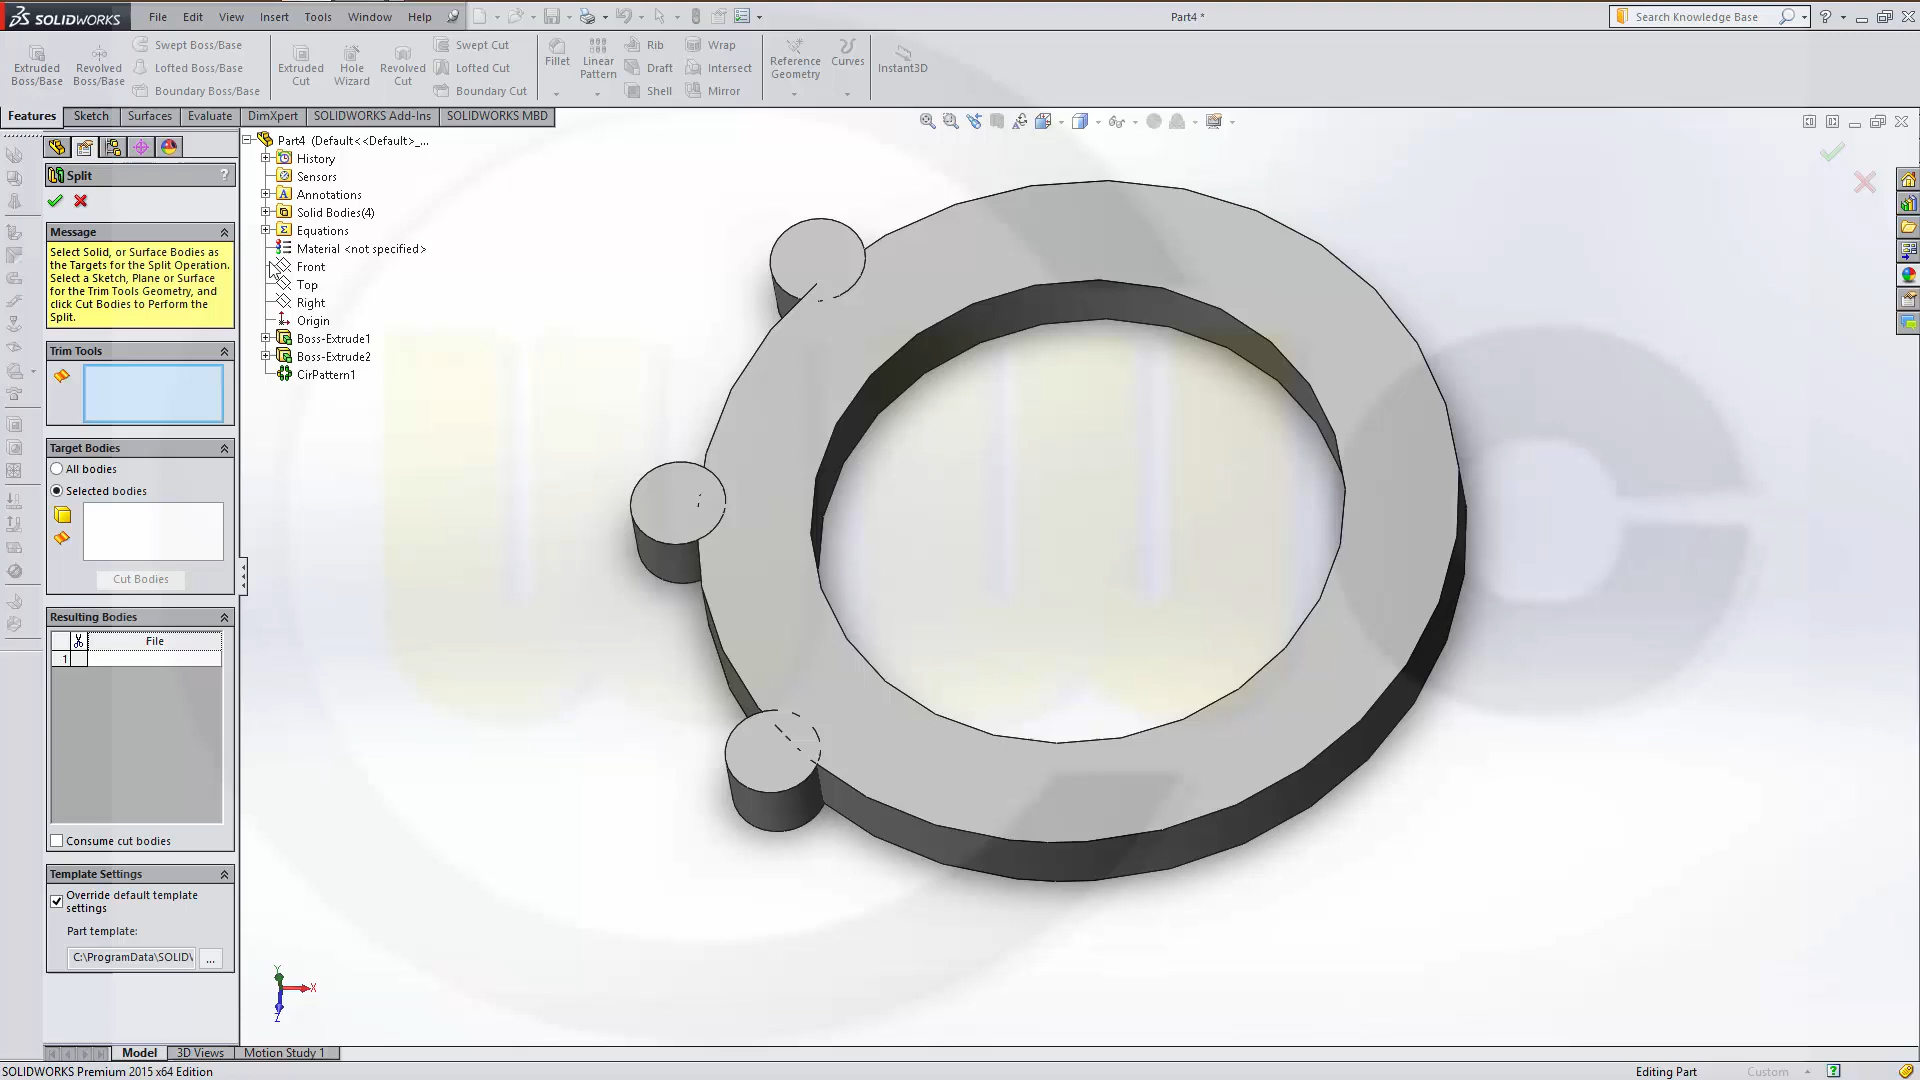 SOLIDWORKS
File Edit View Insert Tools Window Help
Part4 *
Search Knowledge Base
Extruded Boss/Base
Revolved Boss/Base
Swept Boss/Base
Lofted Boss/Base
Boundary Boss/Base
Extruded Cut
Hole Wizard
Revolved Cut
Swept Cut
Lofted Cut
Boundary Cut
Fillet
Linear Pattern
Rib
Draft
Shell
Wrap
Intersect
Mirror
Reference Geometry
Curves
Instant3D
Features Sketch Surfaces Evaluate DimXpert SOLIDWORKS Add-Ins SOLIDWORKS MBD
Split
?
Message
Select Solid, or Surface Bodies as
the Targets for the Split Operation.
Select a Sketch, Plane or Surface
for the Trim Tools Geometry, and
click Cut Bodies to Perform the
Split.
Trim Tools
Target Bodies
All bodies
Selected bodies
Cut Bodies
Resulting Bodies
File
1
Consume cut bodies
Template Settings
Override default template
settings
Part template:
C:\ProgramData\SOLID\
...
Part4 (Default<<Default>_...
History
Sensors
Annotations
Solid Bodies(4)
Equations
Material <not specified>
Front
Top
Right
Origin
Boss-Extrude1
Boss-Extrude2
CirPattern1
Y
X
Z
Model 3D Views Motion Study 1
SOLIDWORKS Premium 2015 x64 Edition
Editing Part
Custom